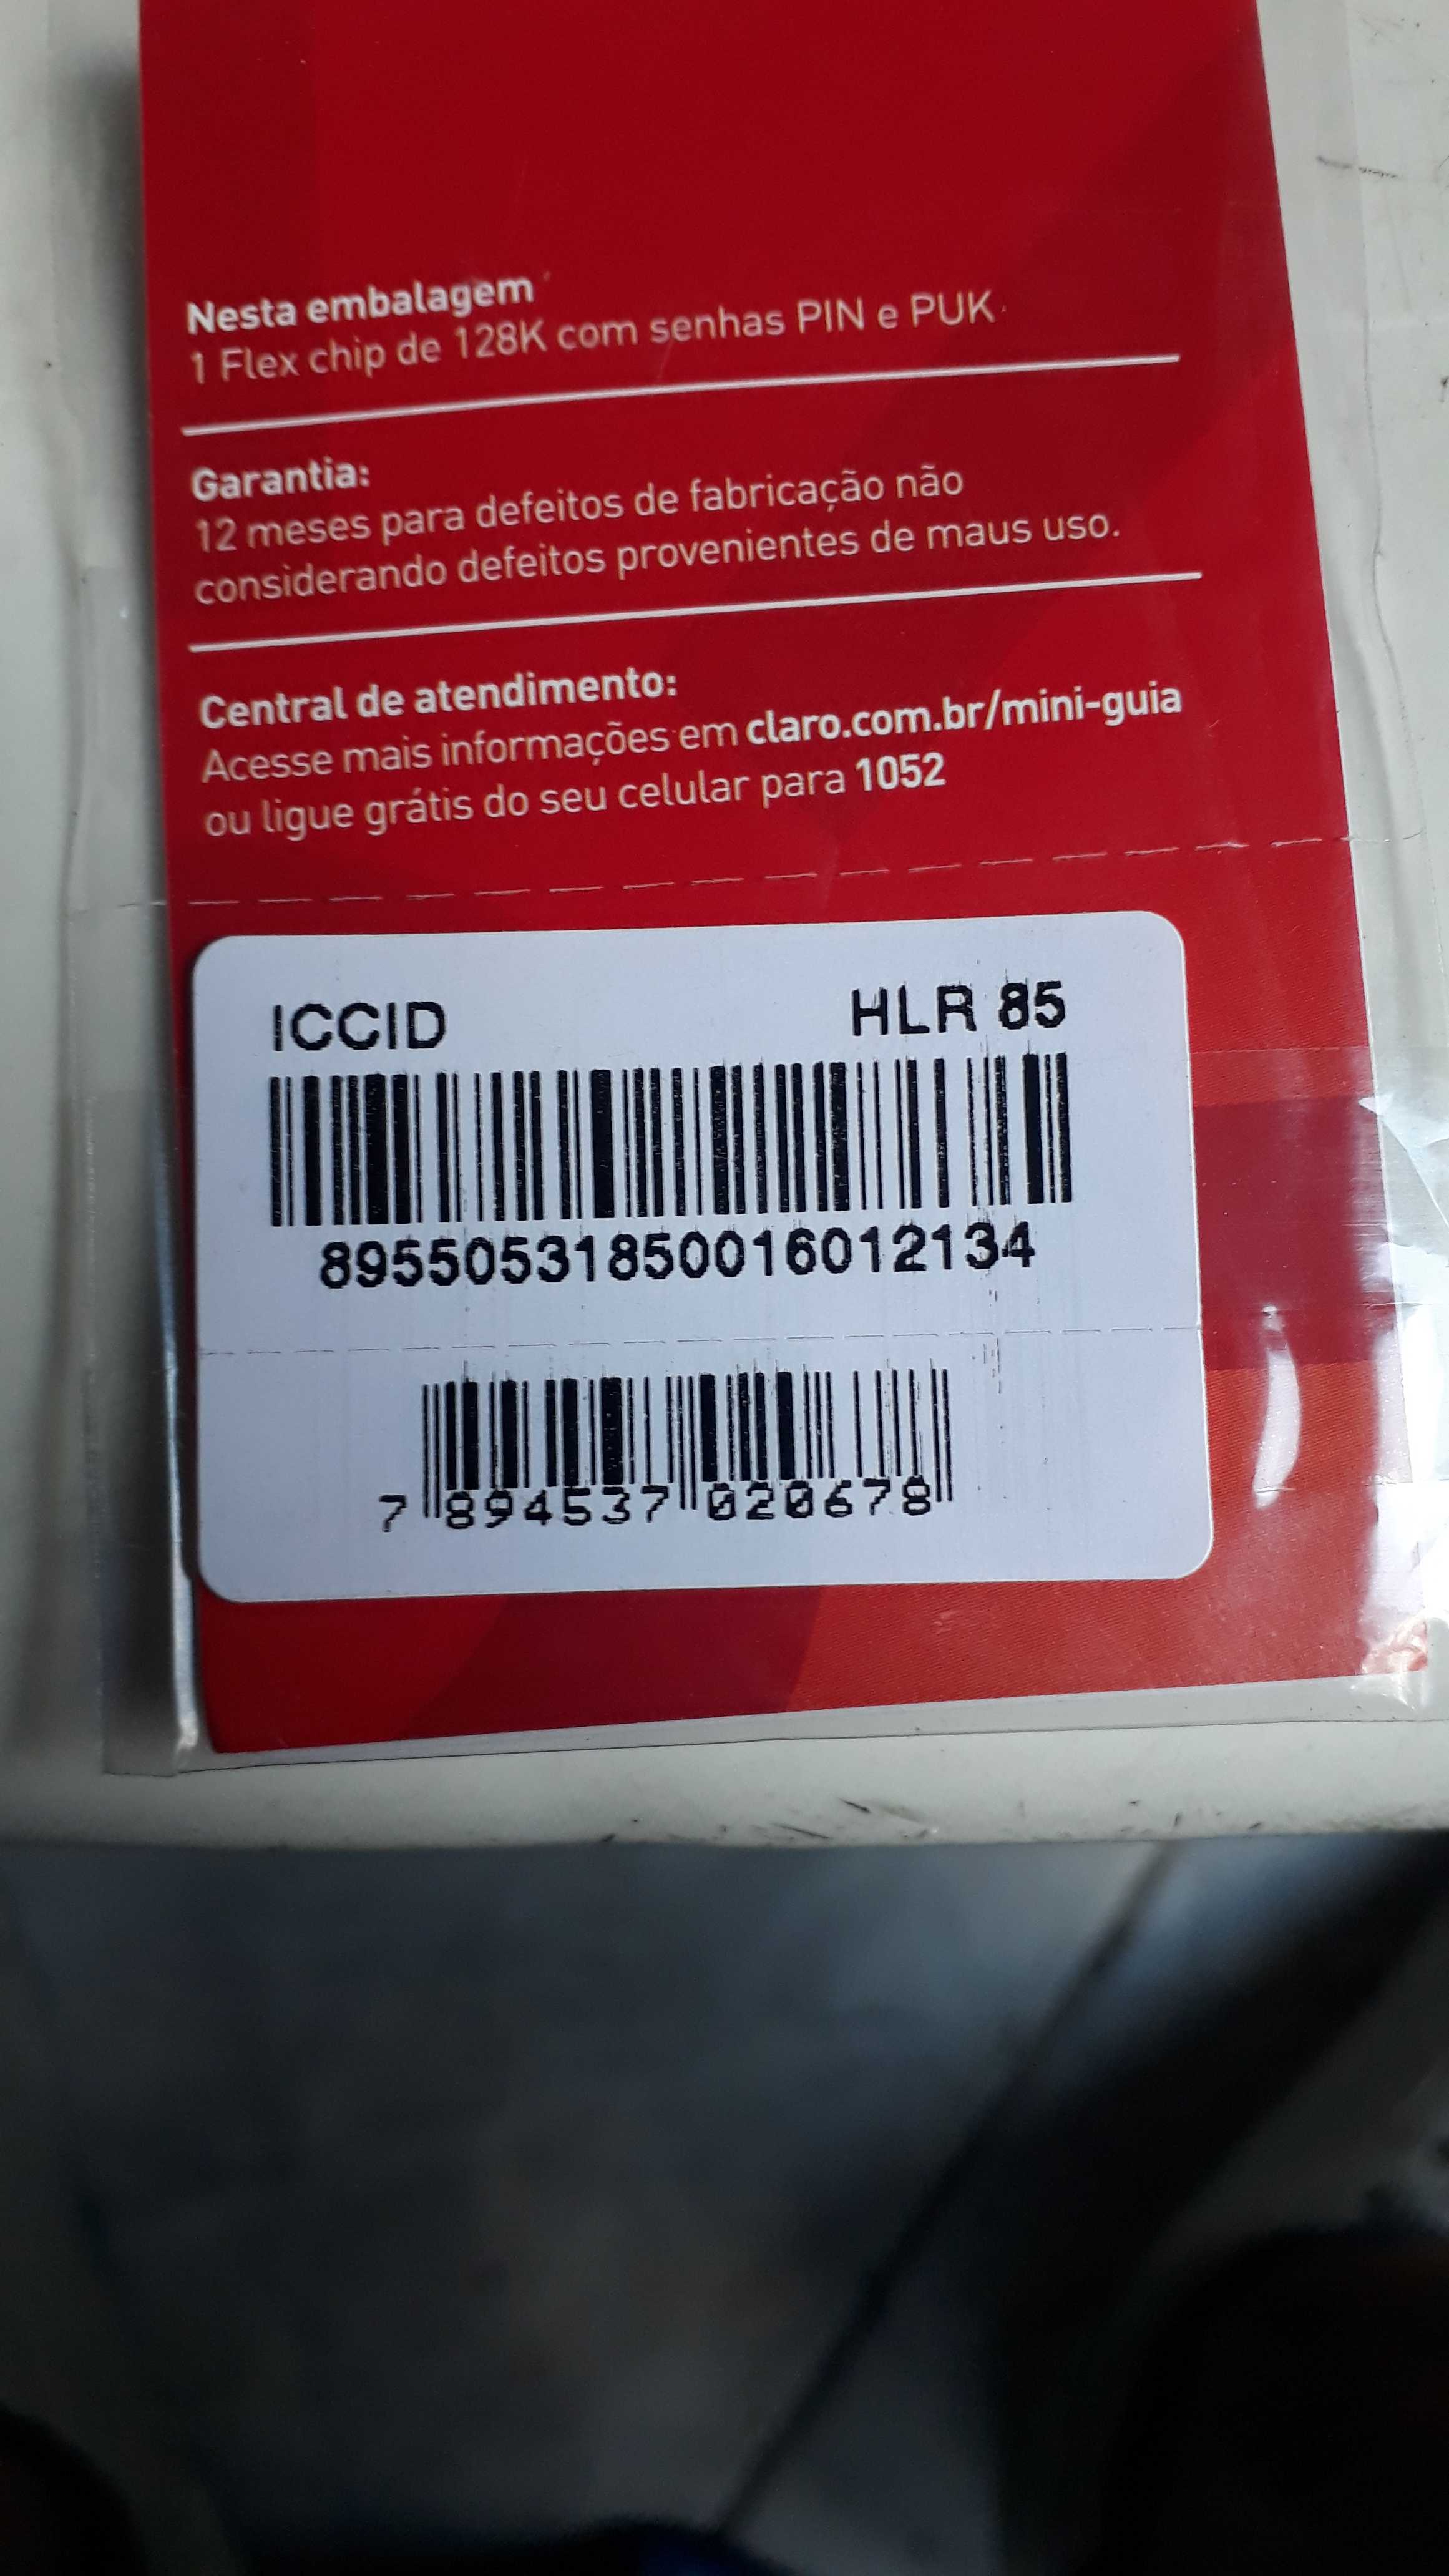 Nesta embalagem
1 Flex chip de 128K com senhas PIN e PUK
Garantia:
12 meses para defeitos de fabricação não
considerando defeitos provenientes de maus uso.
Central de atendimento:
Acesse mais informações em claro.com.br/mini-guia
ou ligue grátis do seu celular para 1052
ICCID HLR 85
89550531850016012134
7 894537 020678